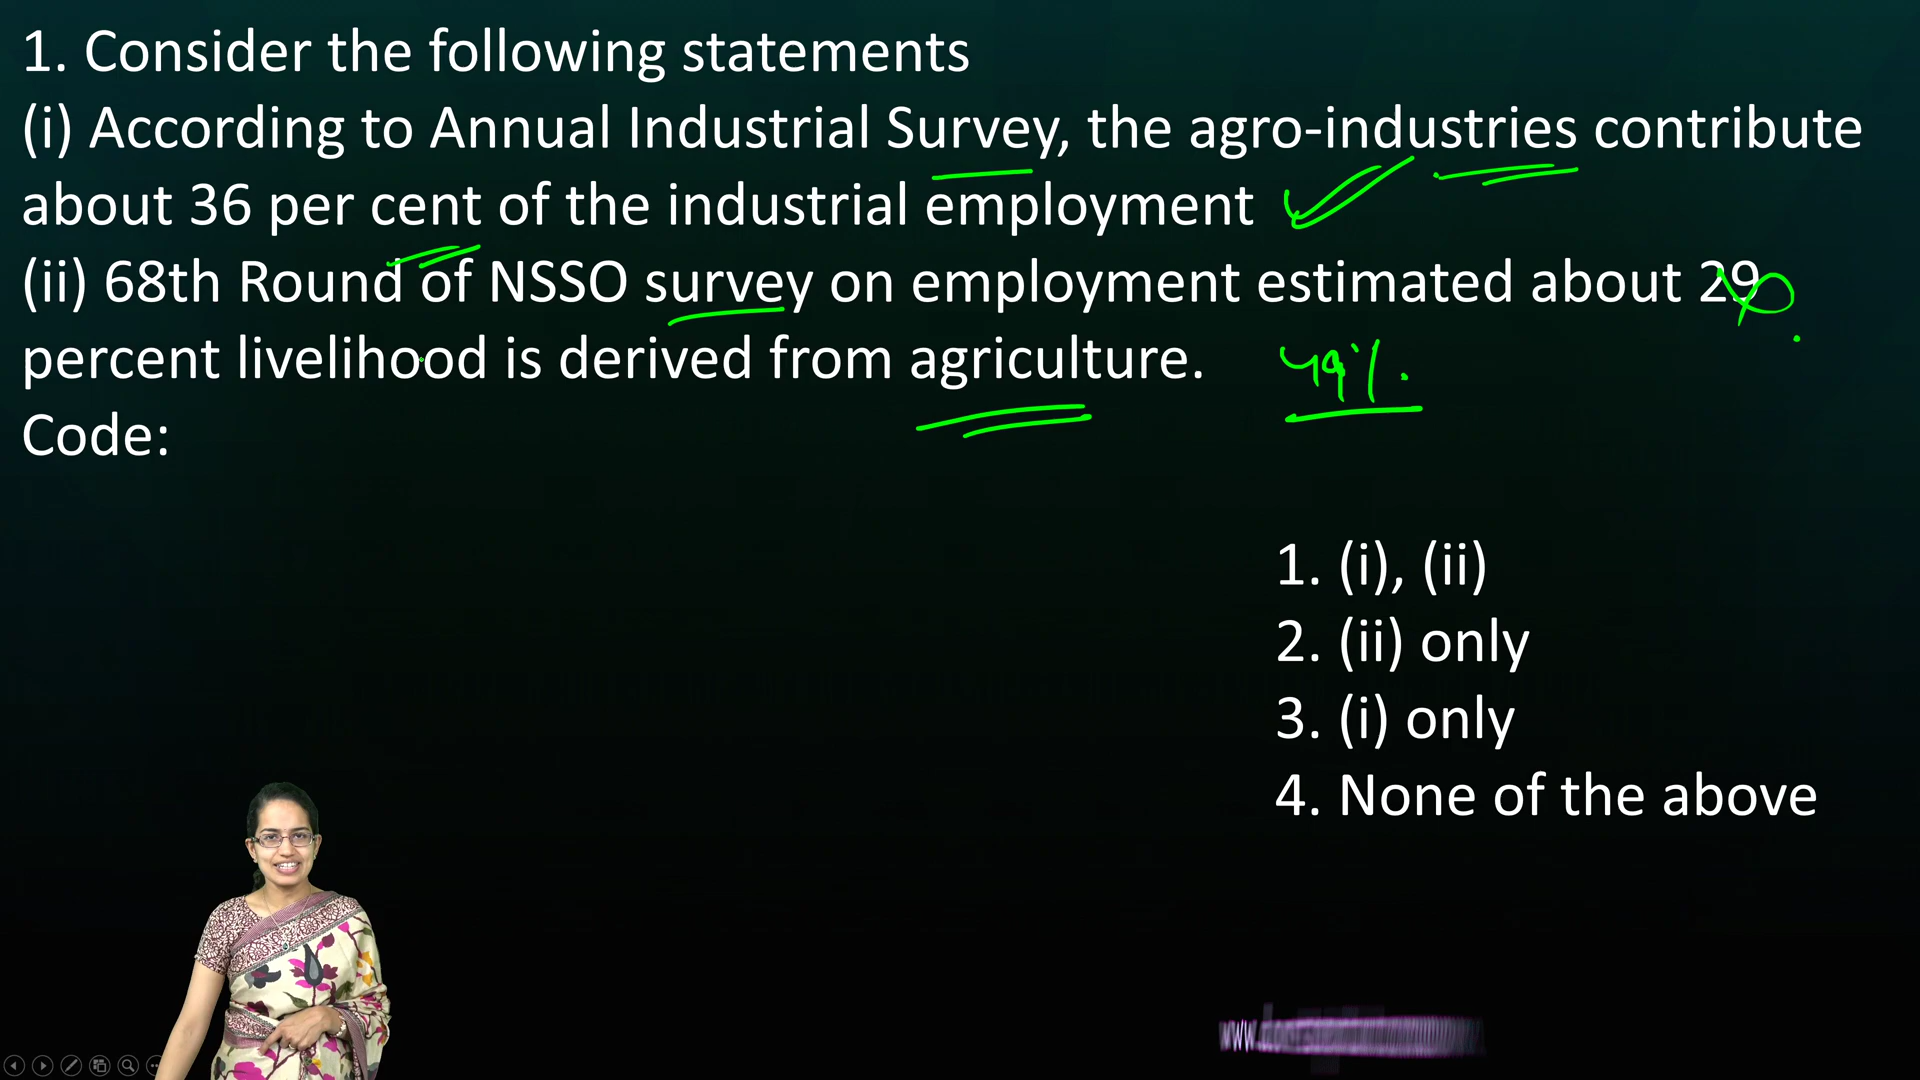 1. Consider the following statements
(i) According to Annual Industrial Survey, the agro-industries contribute
about 36 per cent of the industrial employment
(ii) 68th Round of NSSO survey on employment estimated about 29
percent livelihood is derived from agriculture.
49%.
Code:
1. (i), (ii)
2. (ii) only
3. (i) only
4. None of the above
www.